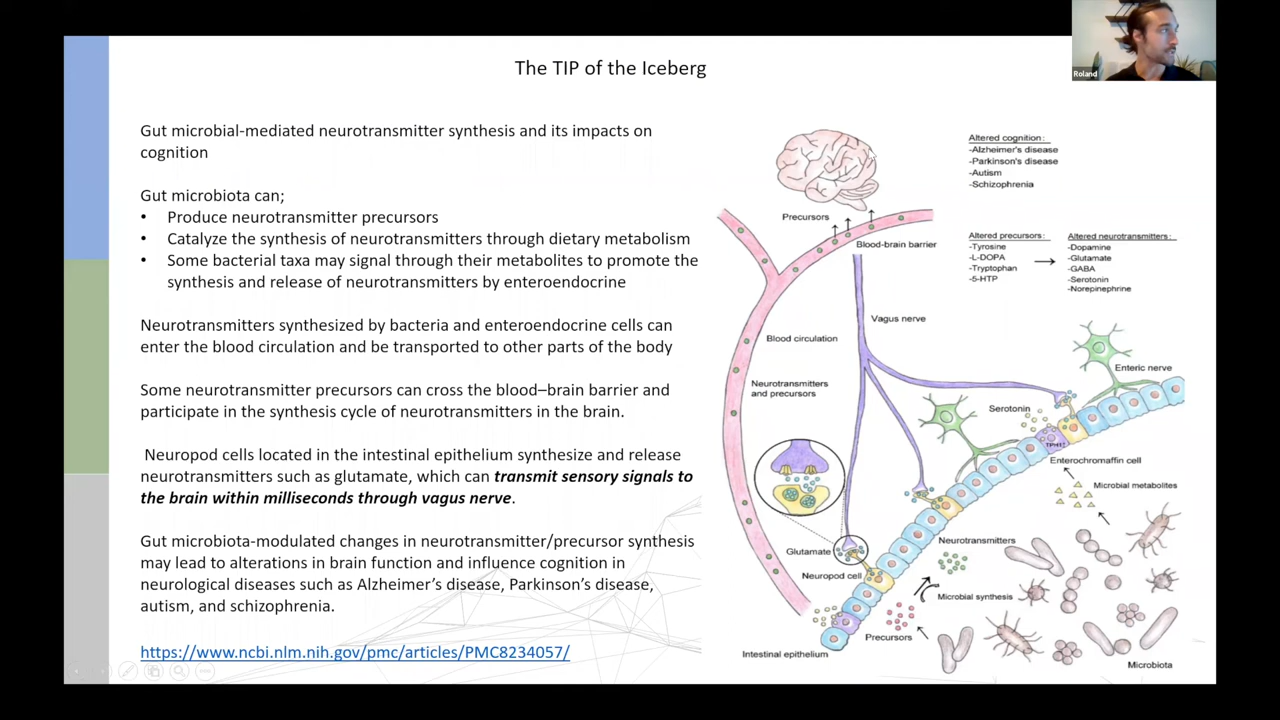 The TIP of the Iceberg
Roland
Gut microbial-mediated neurotransmitter synthesis and its impacts on
cognition
Gut microbiota can;
• Produce neurotransmitter precursors
• Catalyze the synthesis of neurotransmitters through dietary metabolism
• Some bacterial taxa may signal through their metabolites to promote the
synthesis and release of neurotransmitters by enteroendocrine
Neurotransmitters synthesized by bacteria and enteroendocrine cells can
enter the blood circulation and be transported to other parts of the body
Some neurotransmitter precursors can cross the blood–brain barrier and
participate in the synthesis cycle of neurotransmitters in the brain.
Neuropod cells located in the intestinal epithelium synthesize and release
neurotransmitters such as glutamate, which can transmit sensory signals to
the brain within milliseconds through vagus nerve.
Gut microbiota-modulated changes in neurotransmitter/precursor synthesis
may lead to alterations in brain function and influence cognition in
neurological diseases such as Alzheimer's disease, Parkinson's disease,
autism, and schizophrenia.
https://www.ncbi.nlm.nih.gov/pmc/articles/PMC8234057/
Altered cognition:
-Alzheimer's disease
-Parkinson's disease
-Autism
-Schizophrenia
Precursors
Blood-brain barrier
Altered precursors:
-Tyrosine
-L-DOPA
-Tryptophan
-5-HTP
Altered neurotransmitters:
-Dopamine
-Glutamate
-GABA
-Serotonin
-Norepinephrine
Vagus nerve
Blood circulation
Neurotransmitters
and precursors
Enteric nerve
Serotonin
TPH1
Enterochromaffin cell
Microbial metabolites
Glutamate
Neuropod cell
Neurotransmitters
Microbial synthesis
Precursors
Intestinal epithelium
Microbiota